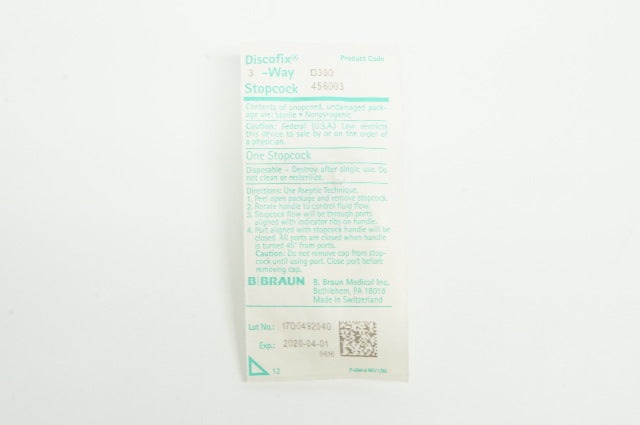 Discofix® Product Code
3 -Way D300
Stopcock 456003
Contents of unopened, undamaged pack-
age are: Sterile • Nonpyrogenic
Caution: Federal (U.S.A.) Law restricts
this device to sale by or on the order of
a physician.
One Stopcock
Disposable - Destroy after single use. Do
not clean or resterilize.
Directions: Use Aseptic Technique.
1. Peel open package and remove stopcock.
2. Rotate handle to control fluid flow.
3. Stopcock flow will be through ports
aligned with indicator ribs on handle.
4. Port aligned with stopcock handle will be
closed. All ports are closed when handle
is turned 45° from ports.
Caution: Do not remove cap from stop-
cock until using port. Close port before
removing cap.
B|BRAUN B. Braun Medical Inc.
Bethlehem, PA 18018
Made in Switzerland
Lot No.: 17D0492040
Exp.: 2020-04-01
12